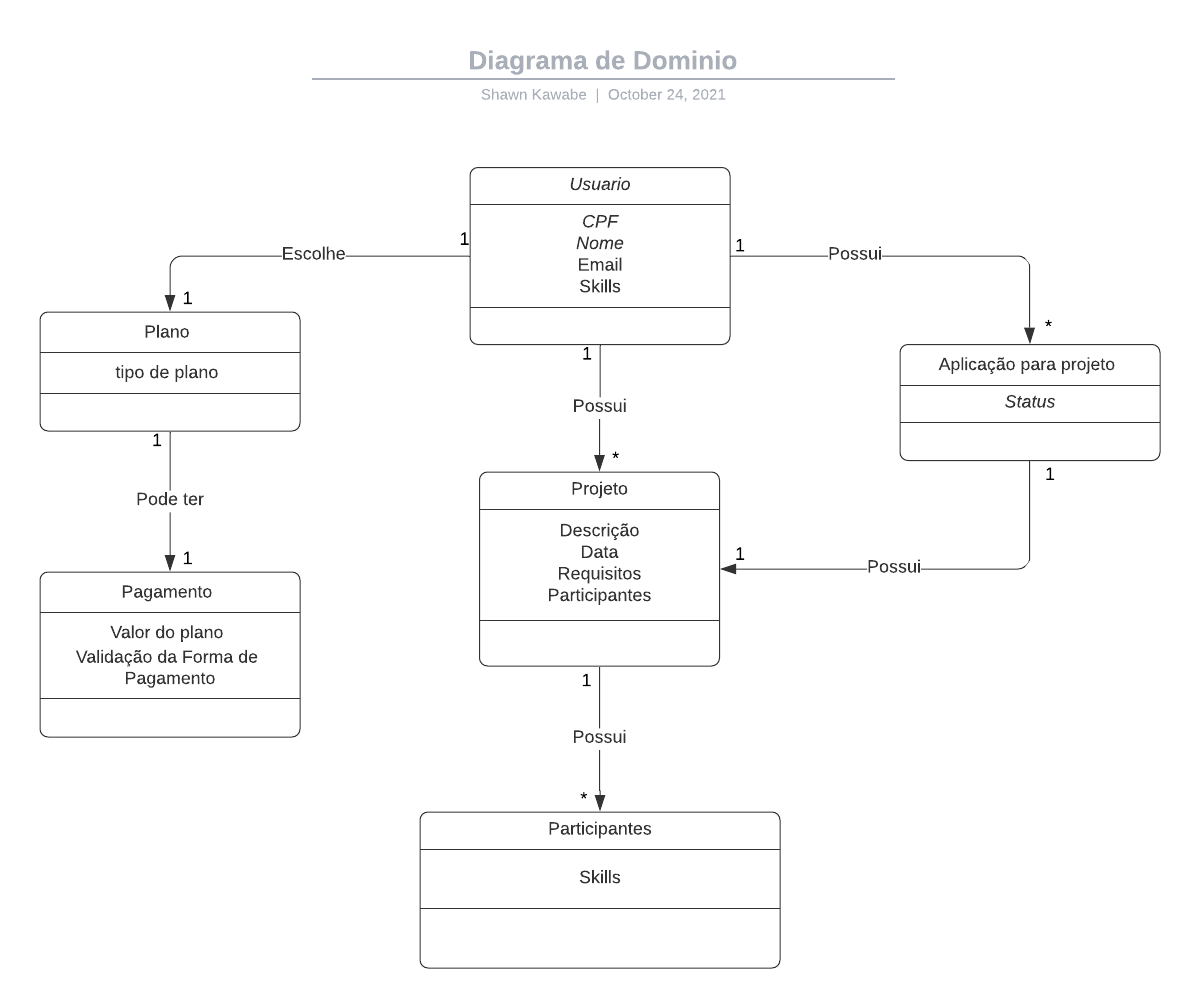 Diagrama de Dominio
Shawn Kawabe | October 24, 2021
Usuario
CPF
Nome
Email
Skills
1
Escolhe
1
1
Possui
*
Plano
tipo de plano
1
Pode ter
1
Pagamento
Valor do plano
Validação da Forma de
Pagamento
1
Possui
*
Aplicação para projeto
Status
1
Possui
1
Projeto
Descrição
Data
Requisitos
Participantes
1
Possui
*
Participantes
Skills